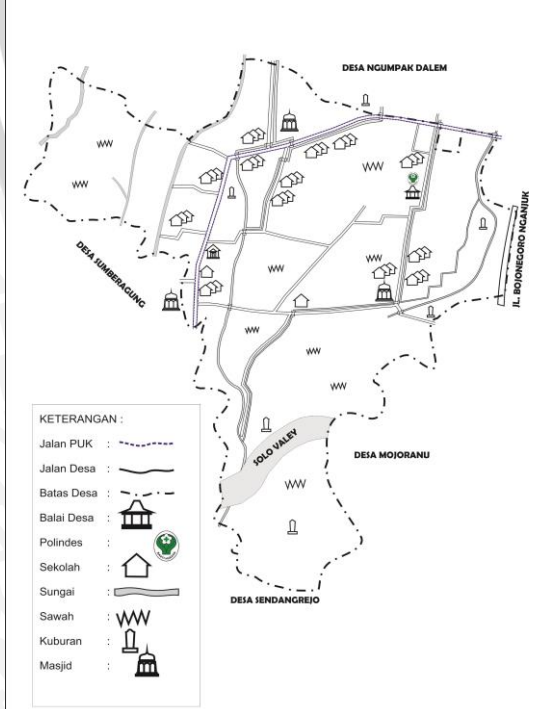 DESA NGUMPAK DALEM
DESA SUMBERAGUNG
JL. BOJONEGORO NGANJUK
SOLO VALEY
DESA MOJORANU
DESA SENDANGREJO
KETERANGAN :
Jalan PUK :
Jalan Desa :
Batas Desa :
Balai Desa :
Polindes :
Sekolah :
Sungai :
Sawah :
Kuburan :
Masjid :